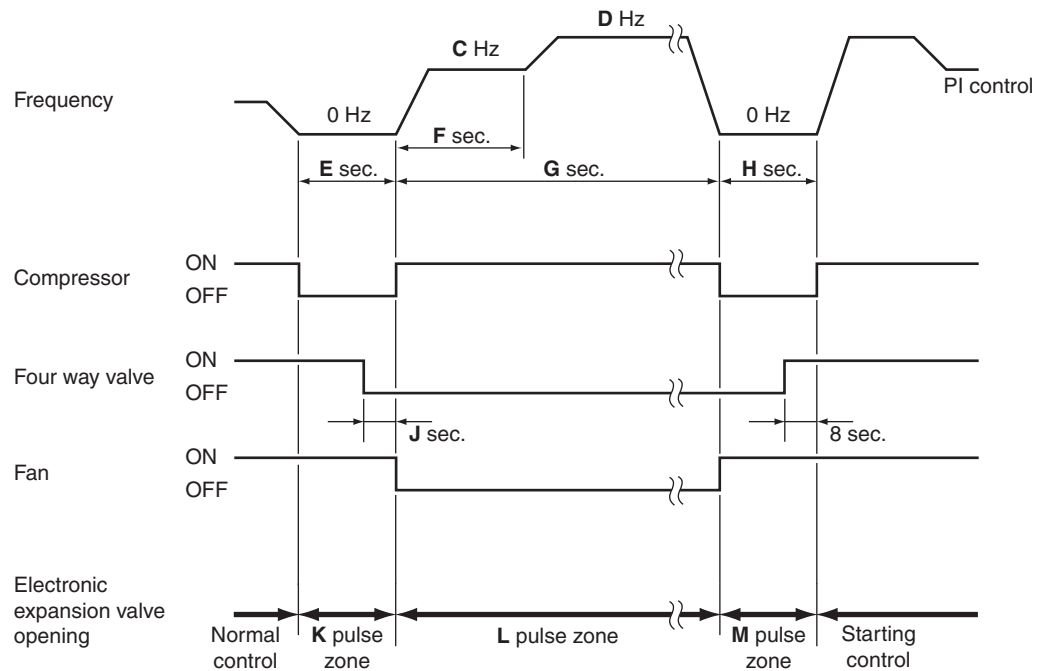 D Hz
C Hz
Frequency
PI control
0 Hz
0 Hz
F sec.
E sec.
G sec.
H sec.
Compressor
ON
OFF
Four way valve
ON
OFF
J sec.
8 sec.
Fan
ON
OFF
Electronic
expansion valve
opening
Normal
control
K pulse
zone
L pulse zone
M pulse
zone
Starting
control